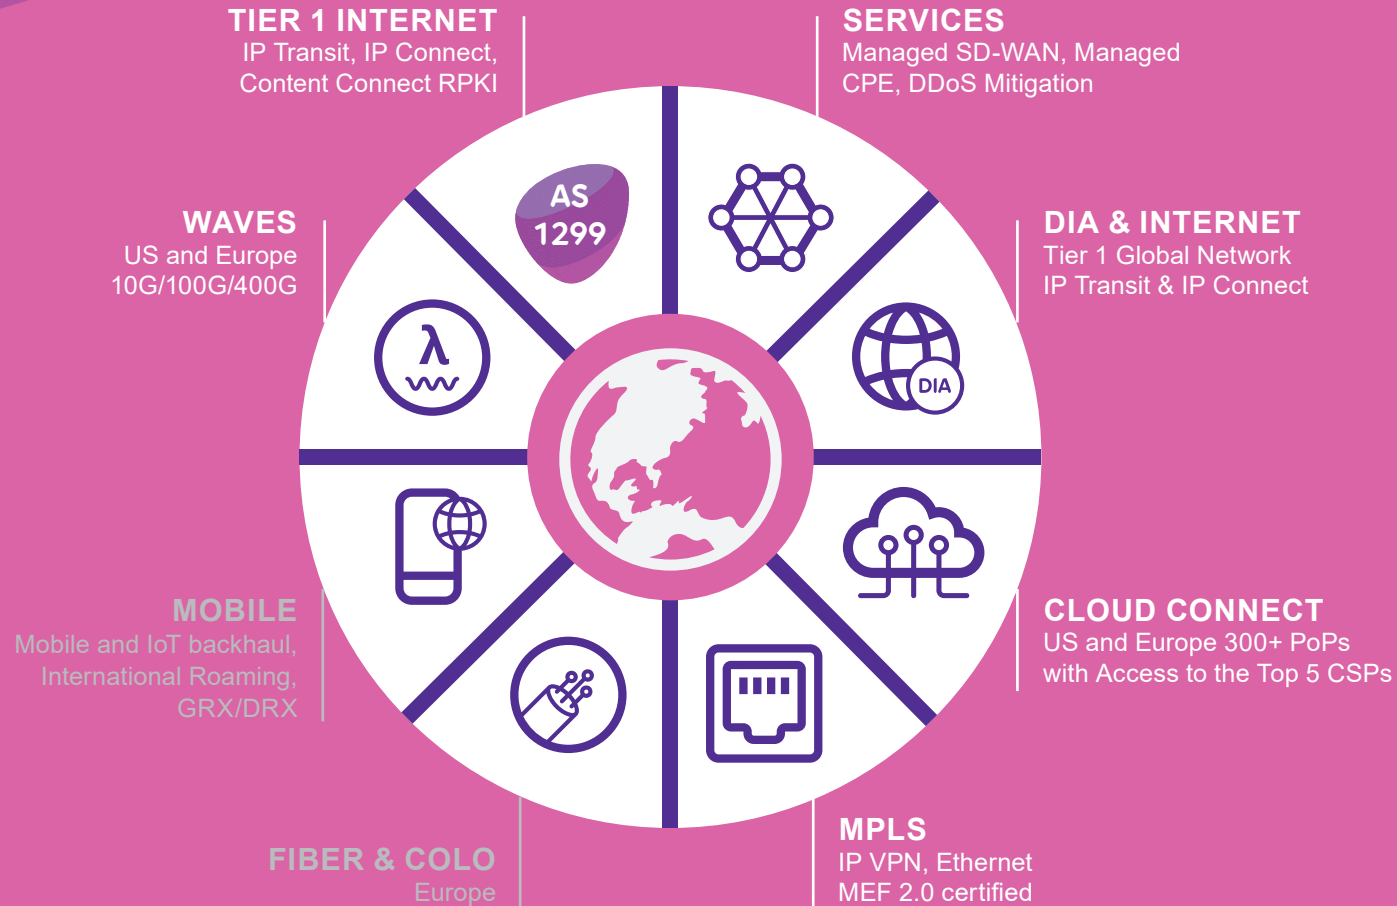 TIER 1 INTERNET
IP Transit, IP Connect,
Content Connect RPKI
SERVICES
Managed SD-WAN, Managed
CPE, DDoS Mitigation
AS
1299
WAVES
US and Europe
10G/100G/400G
DIA & INTERNET
Tier 1 Global Network
IP Transit & IP Connect
λ
DIA
MOBILE
Mobile and IoT backhaul,
International Roaming,
GRX/DRX
CLOUD CONNECT
US and Europe 300+ PoPs
with Access to the Top 5 CSPs
FIBER & COLO
Europe
MPLS
IP VPN, Ethernet
MEF 2.0 certified